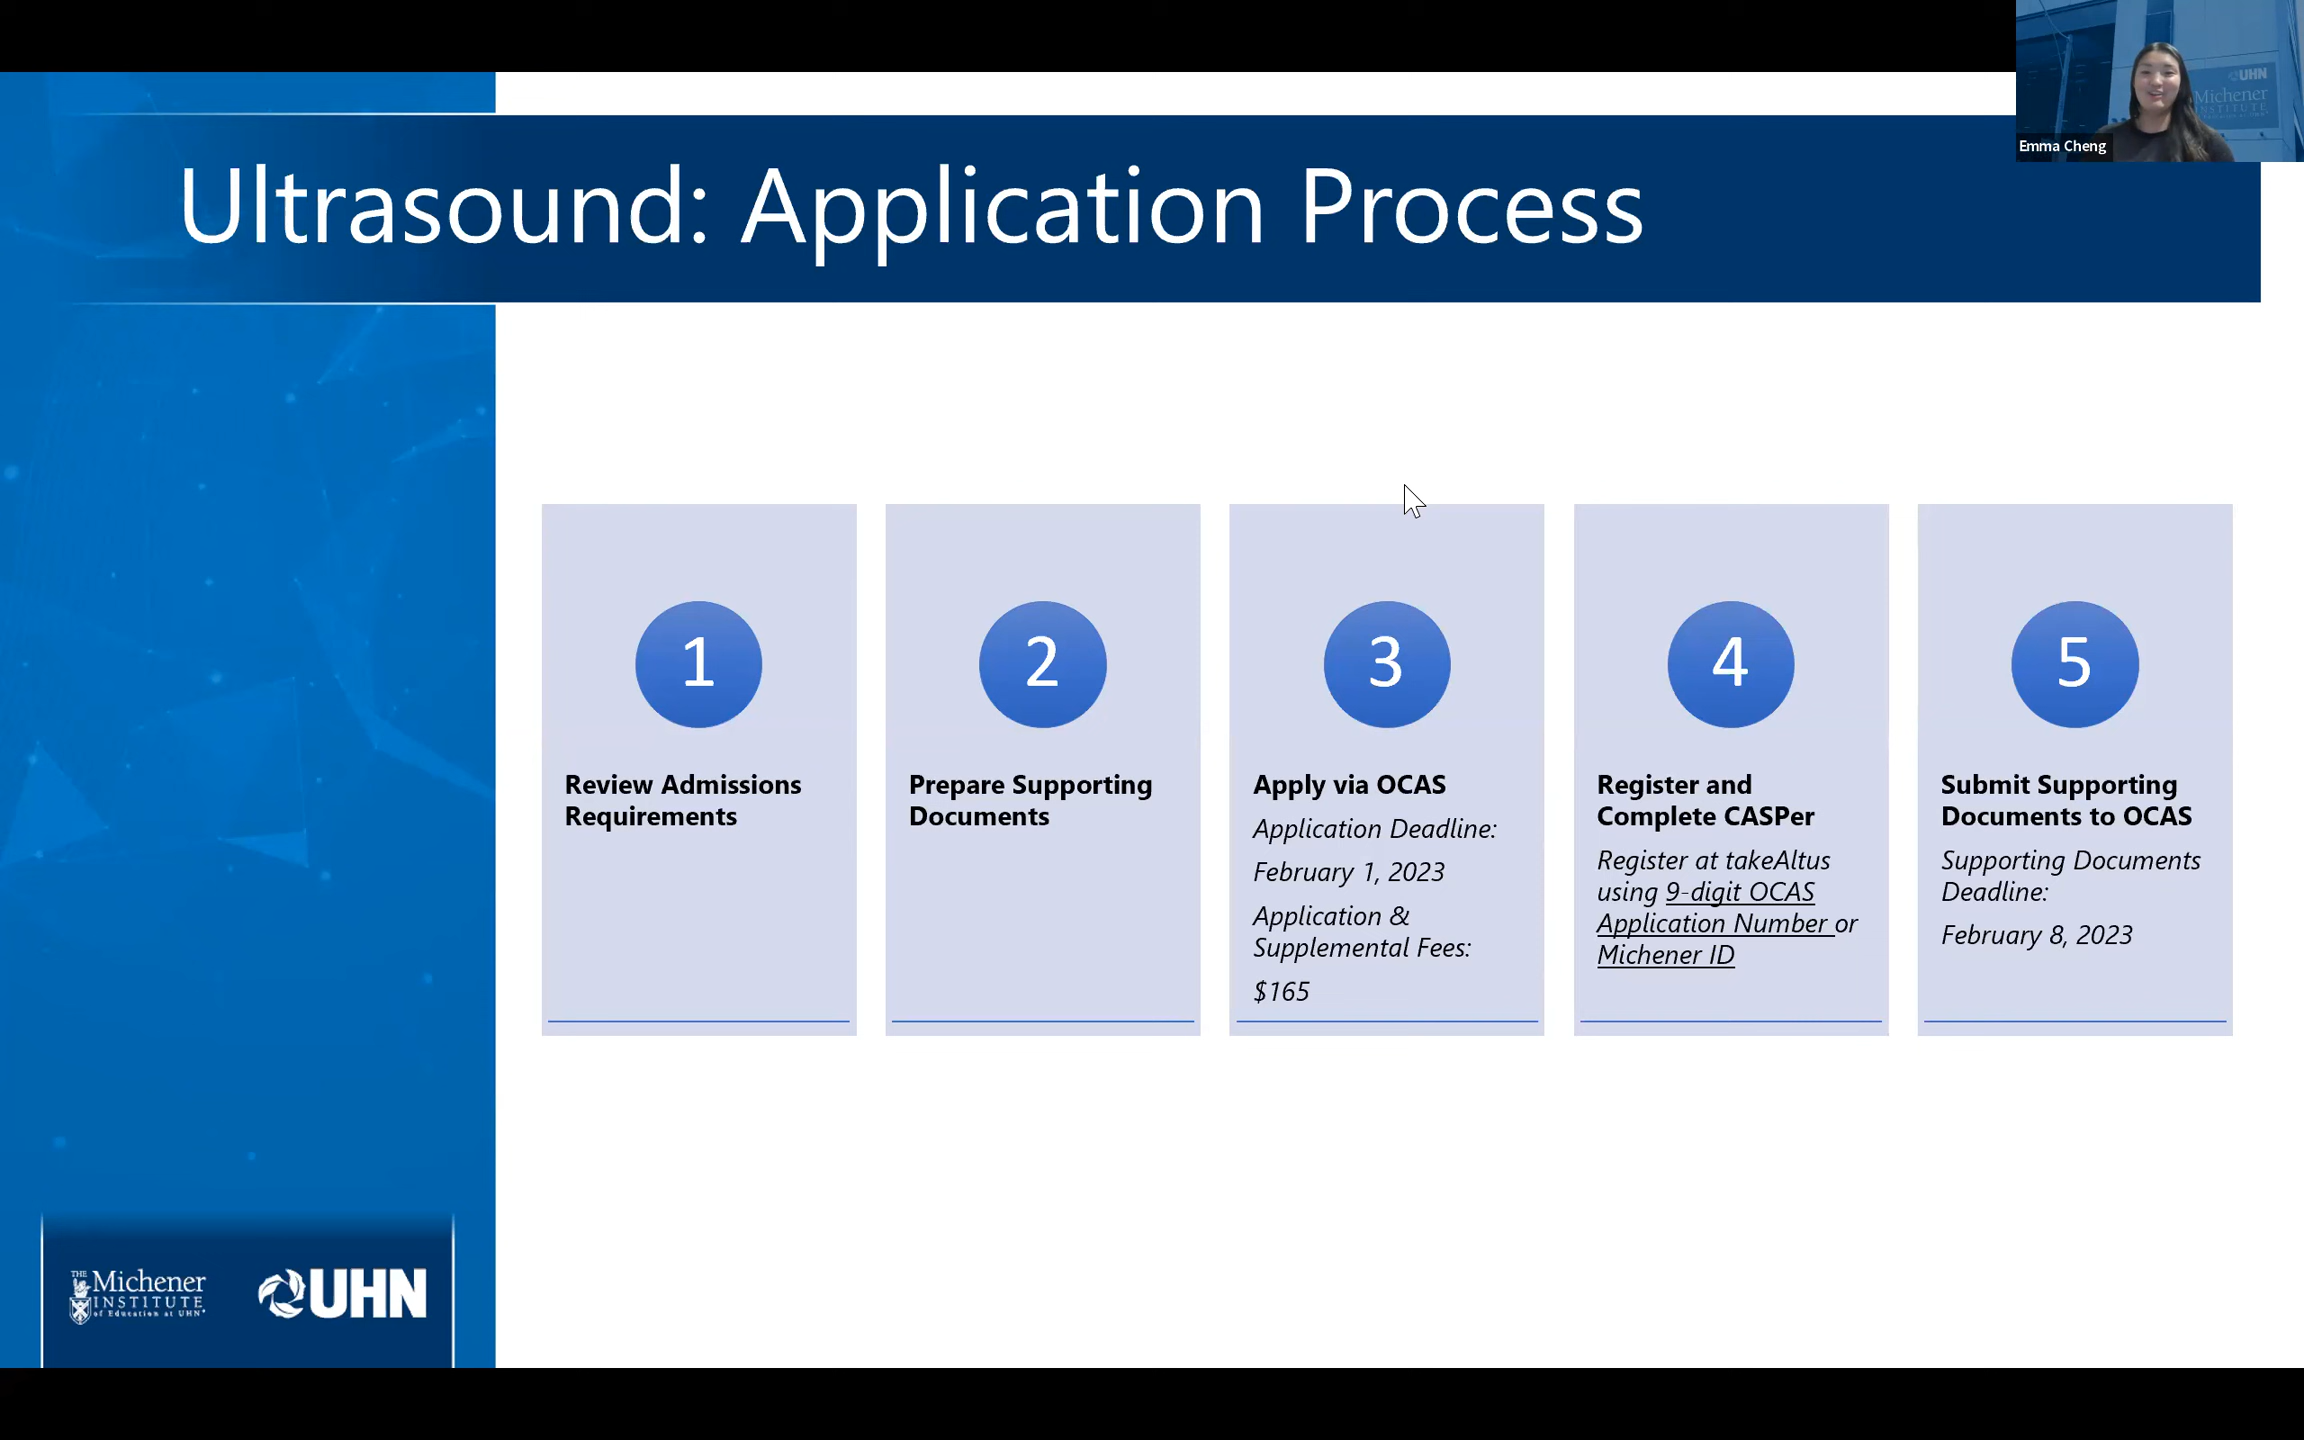 UHN
Michener
INSTITUTE
Emma Cheng
Ultrasound: Application Process
1
Review Admissions
Requirements
2
Prepare Supporting
Documents
3
Apply via OCAS
Application Deadline:
February 1, 2023
Application &
Supplemental Fees:
$165
4
Register and
Complete CASPer
Register at takeAltus
using 9-digit OCAS
Application Number or
Michener ID
5
Submit Supporting
Documents to OCAS
Supporting Documents
Deadline:
February 8, 2023
THE
Michener
INSTITUTE
of Education at UHN
UHN